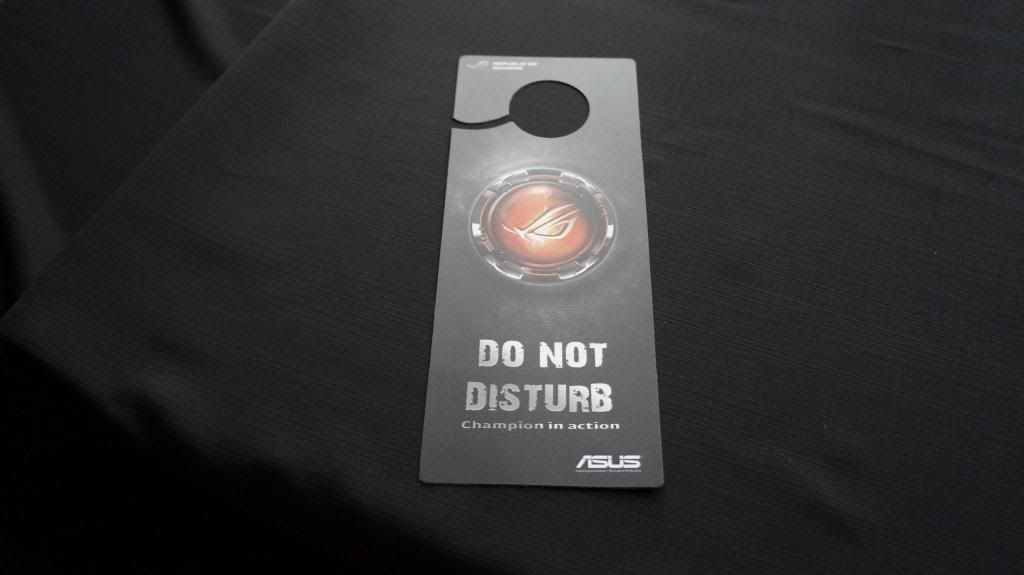 REPUBLIC OF
GAMERS
DO NOT
DISTURB
Champion in action
ASUS